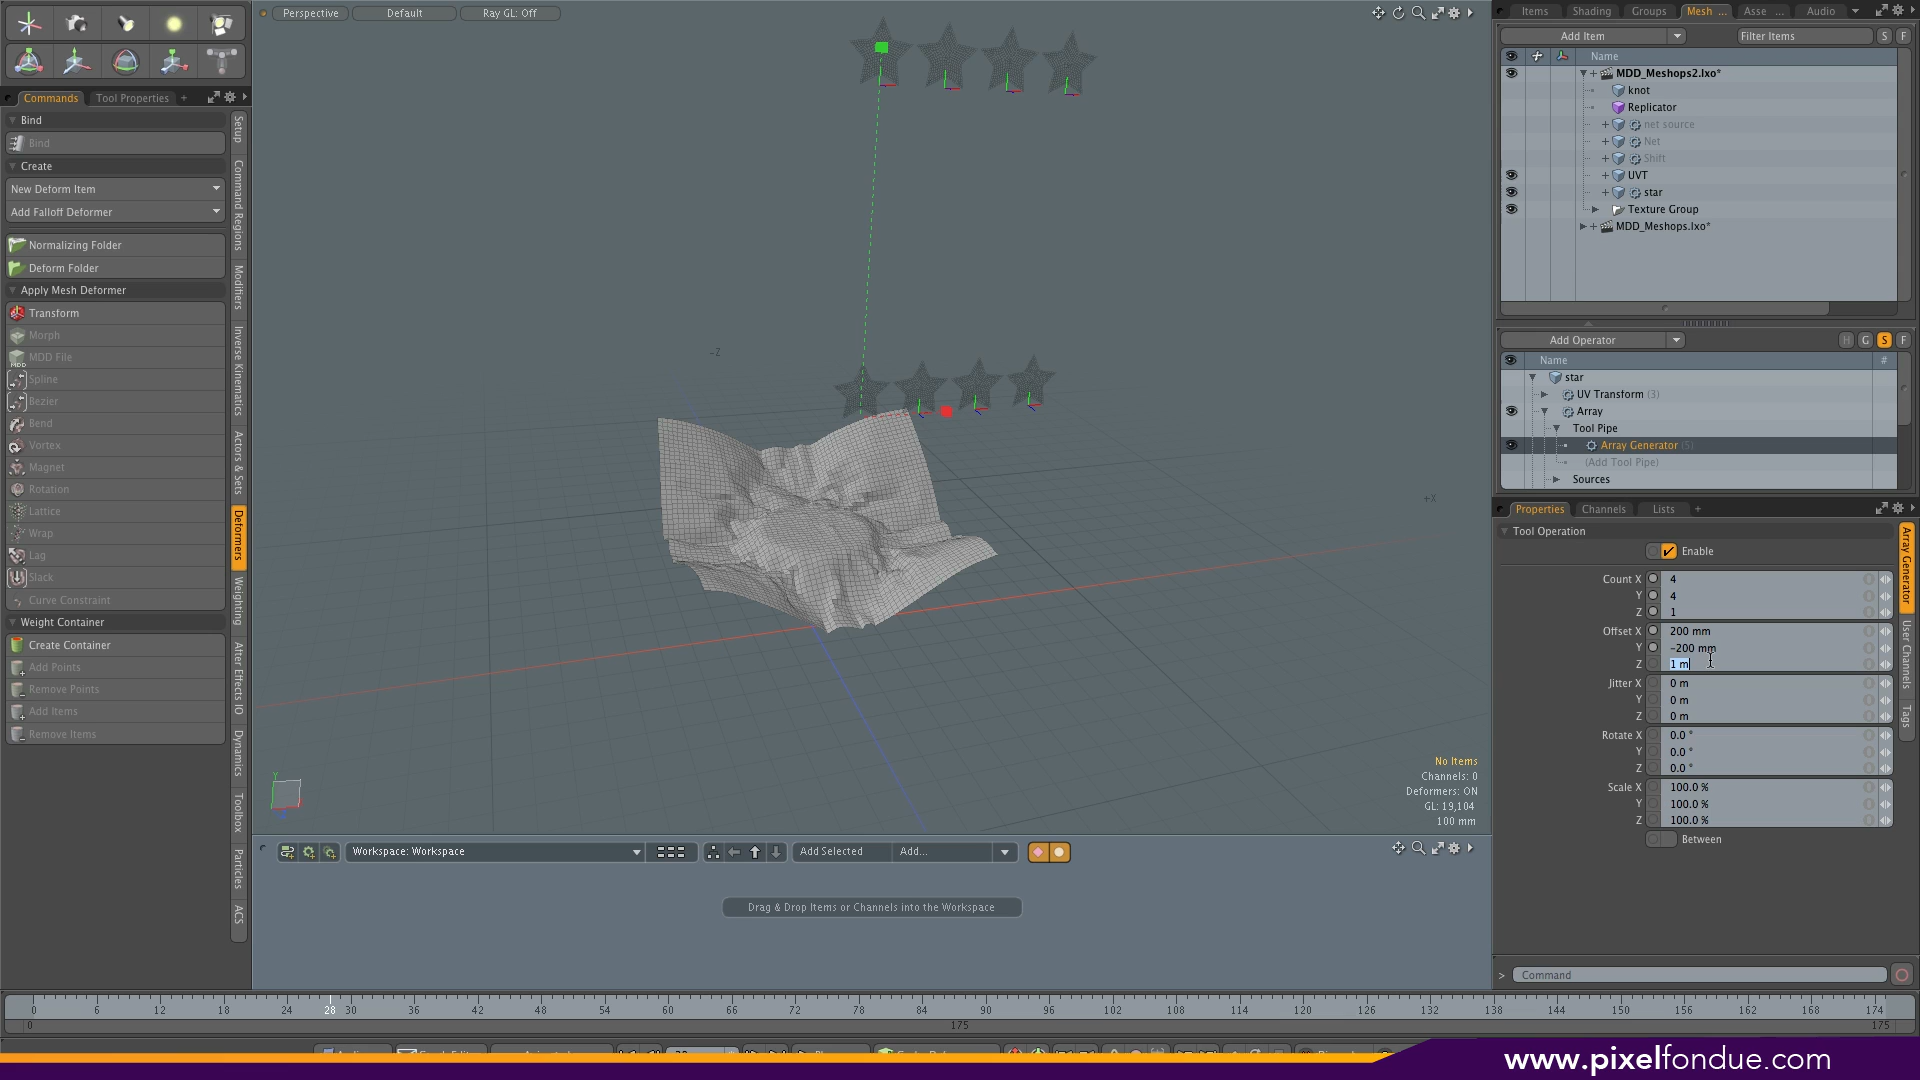 Perspective
Default
Ray GL: Off
Commands
Tool Properties
Bind
Bind
Create
New Deform Item
Add Falloff Deformer
Normalizing Folder
Deform Folder
Apply Mesh Deformer
Transform
Morph
MDD File
Spline
Bezier
Bend
Vortex
Magnet
Rotation
Lattice
Wrap
Lag
Slack
Curve Constraint
Weight Container
Create Container
Add Points
Remove Points
Add Items
Remove Items
Setup
Command Regions
Modifiers
Inverse Kinematics
Actors & Sets
Deformers
Weighting
After Effects IO
Dynamics
Toolbox
Particles
ACS
-Z
+X
Y
No Items
Channels: 0
Deformers: ON
GL: 19,104
100 mm
Workspace: Workspace
Add Selected
Add...
Drag & Drop Items or Channels into the Workspace
Items
Shading
Groups
Mesh ...
Asse ...
Audio
Add Item
Filter Items
S
F
Name
MDD_Meshops2.lxo*
knot
Replicator
net source
Net
Shift
UVT
star
Texture Group
MDD_Meshops.lxo*
Add Operator
H
G
S
F
Name
#
star
UV Transform (3)
Array
Tool Pipe
Array Generator (5)
(Add Tool Pipe)
Sources
Properties
Channels
Lists
+
Tool Operation
Enable
Count X 4
Y 4
Z 1
Offset X 200 mm
Y -200 mm
Z 1 m
Jitter X 0 m
Y 0 m
Z 0 m
Rotate X 0.0 °
Y 0.0 °
Z 0.0 °
Scale X 100.0 %
Y 100.0 %
Z 100.0 %
Between
Array Generator
User Channels
Tags
> Command
0 6 12 18 24 28 30 36 42 48 54 60 66 72 78 84 90 96 102 108 114 120 126 132 138 144 150 156 162 168 174
0 175 175
www.pixelfondue.com